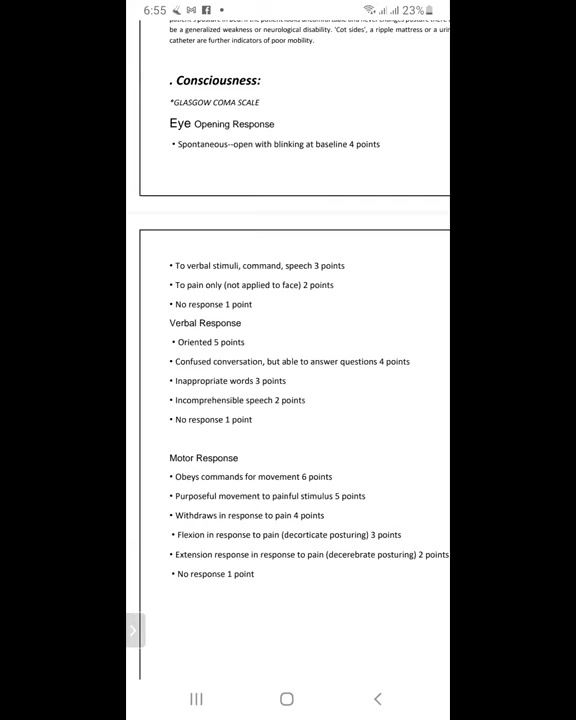 6:55
23%
be a generalized weakness or neurological disability. 'Cot sides', a ripple mattress or a urin
catheter are further indicators of poor mobility.
. Consciousness:
*GLASGOW COMA SCALE
Eye Opening Response
• Spontaneous--open with blinking at baseline 4 points
• To verbal stimuli, command, speech 3 points
• To pain only (not applied to face) 2 points
• No response 1 point
Verbal Response
• Oriented 5 points
• Confused conversation, but able to answer questions 4 points
• Inappropriate words 3 points
• Incomprehensible speech 2 points
• No response 1 point
Motor Response
• Obeys commands for movement 6 points
• Purposeful movement to painful stimulus 5 points
• Withdraws in response to pain 4 points
• Flexion in response to pain (decorticate posturing) 3 points
• Extension response in response to pain (decerebrate posturing) 2 points
• No response 1 point